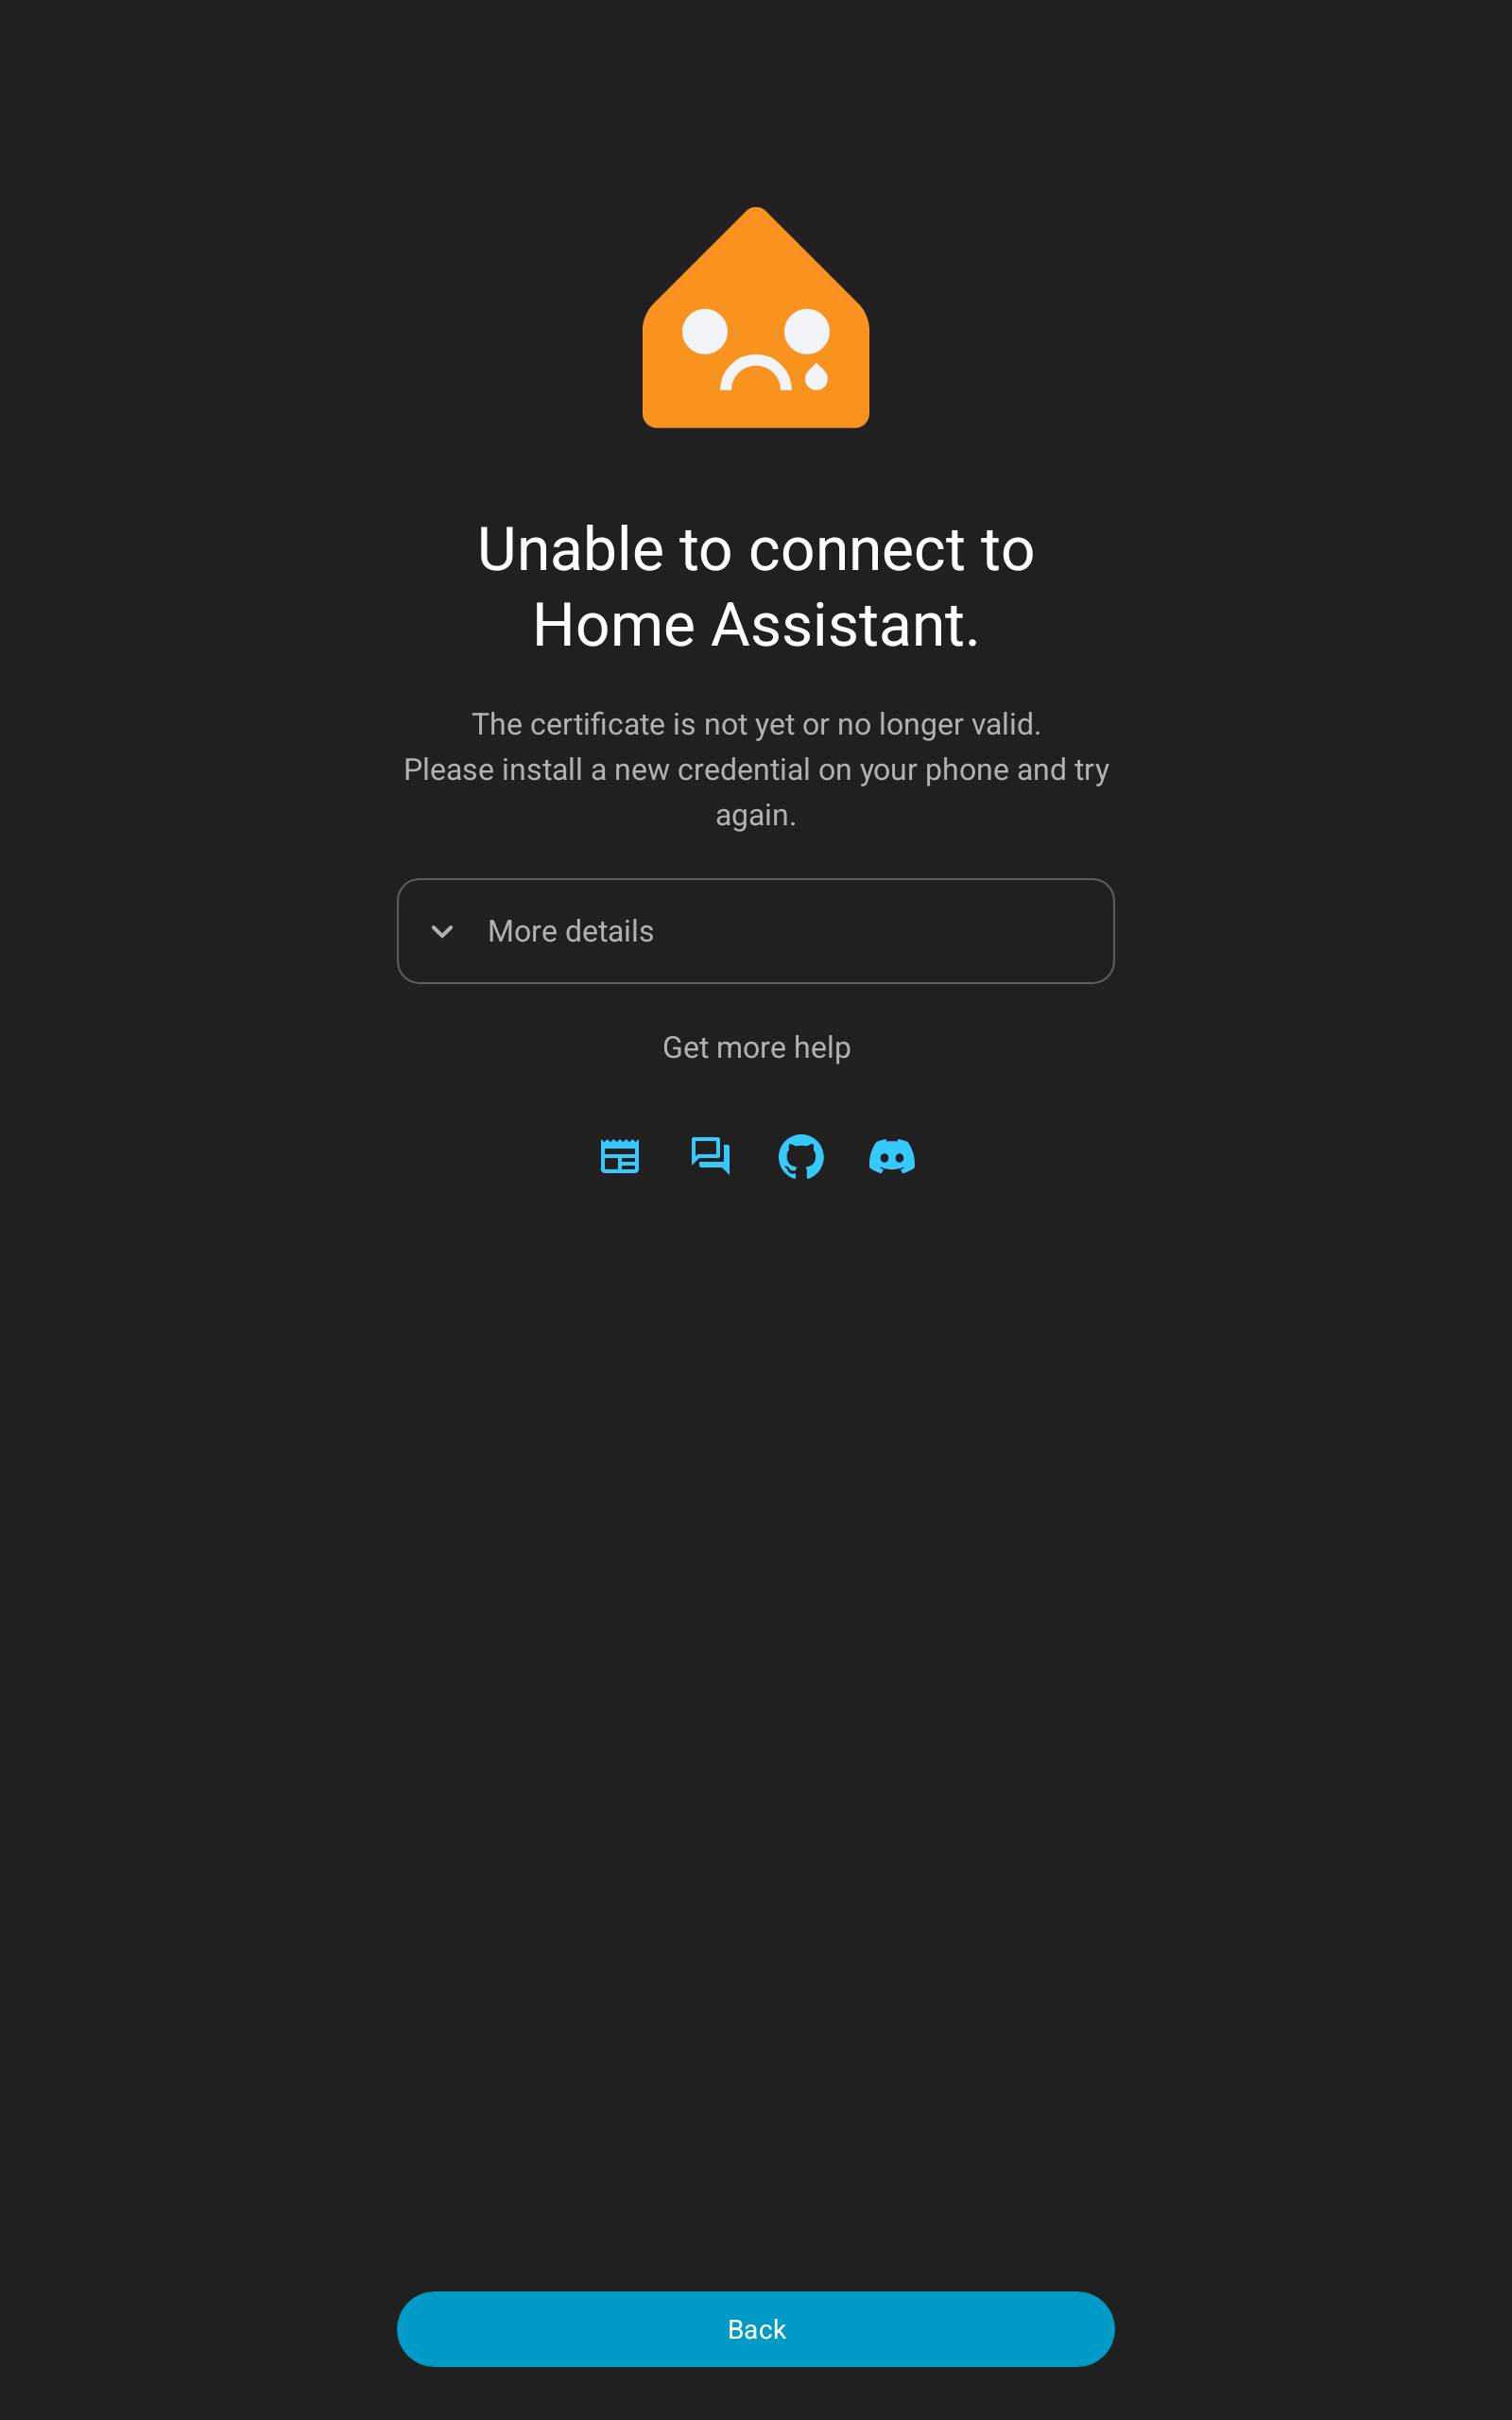 Unable to connect to
Home Assistant.
The certificate is not yet or no longer valid.
Please install a new credential on your phone and try
again.
More details
Get more help
Back